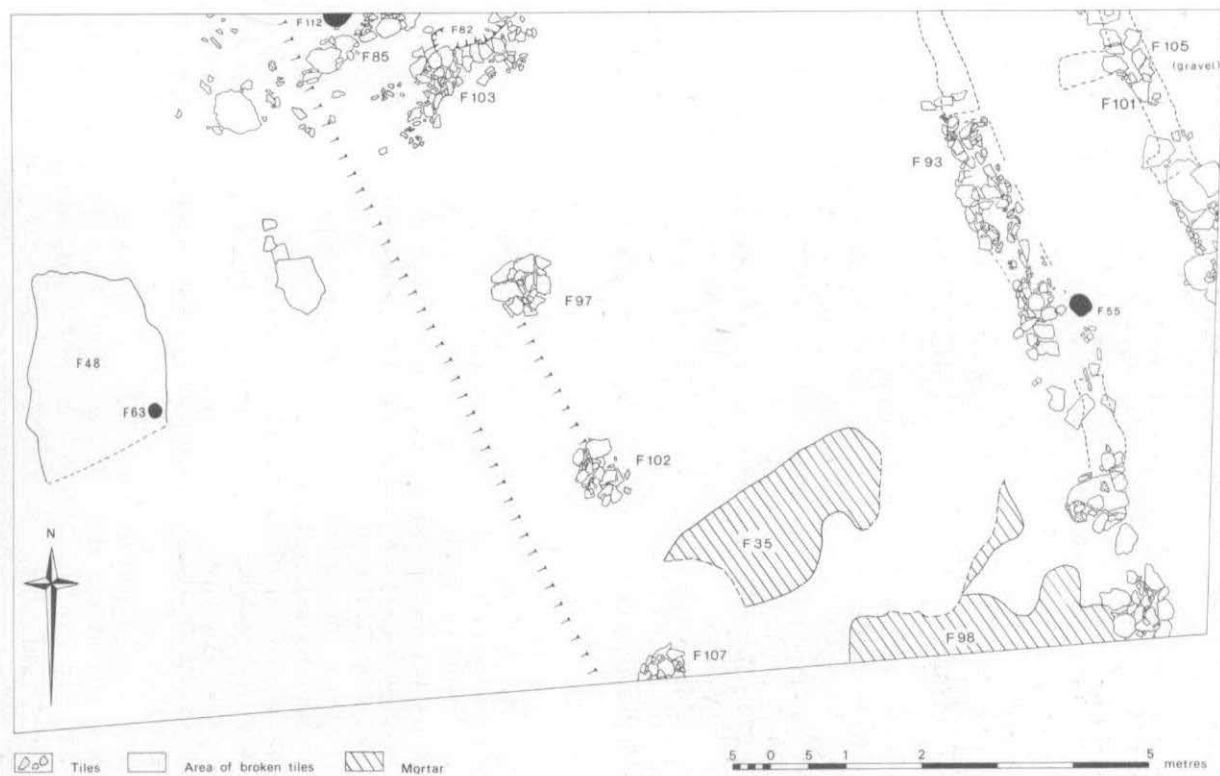 F112
F82
F85
F103
F105
(gravel)
F101
F93
F97
F55
F48
F63
F102
F35
N
F98
F107
Tiles
Area of broken tiles
Mortar
5 0 5 1 2 5
metres